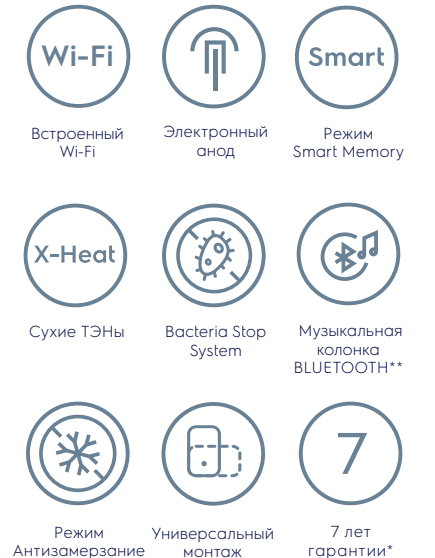 Wi-Fi
Встроенный
Wi-Fi
Электронный
анод
Smart
Режим
Smart Memory
X-Heat
Сухие ТЭНы
Bacteria Stop
System
Музыкальная
колонка
BLUETOOTH**
Режим
Антизамерзание
Универсальный
монтаж
7
7 лет
гарантии*